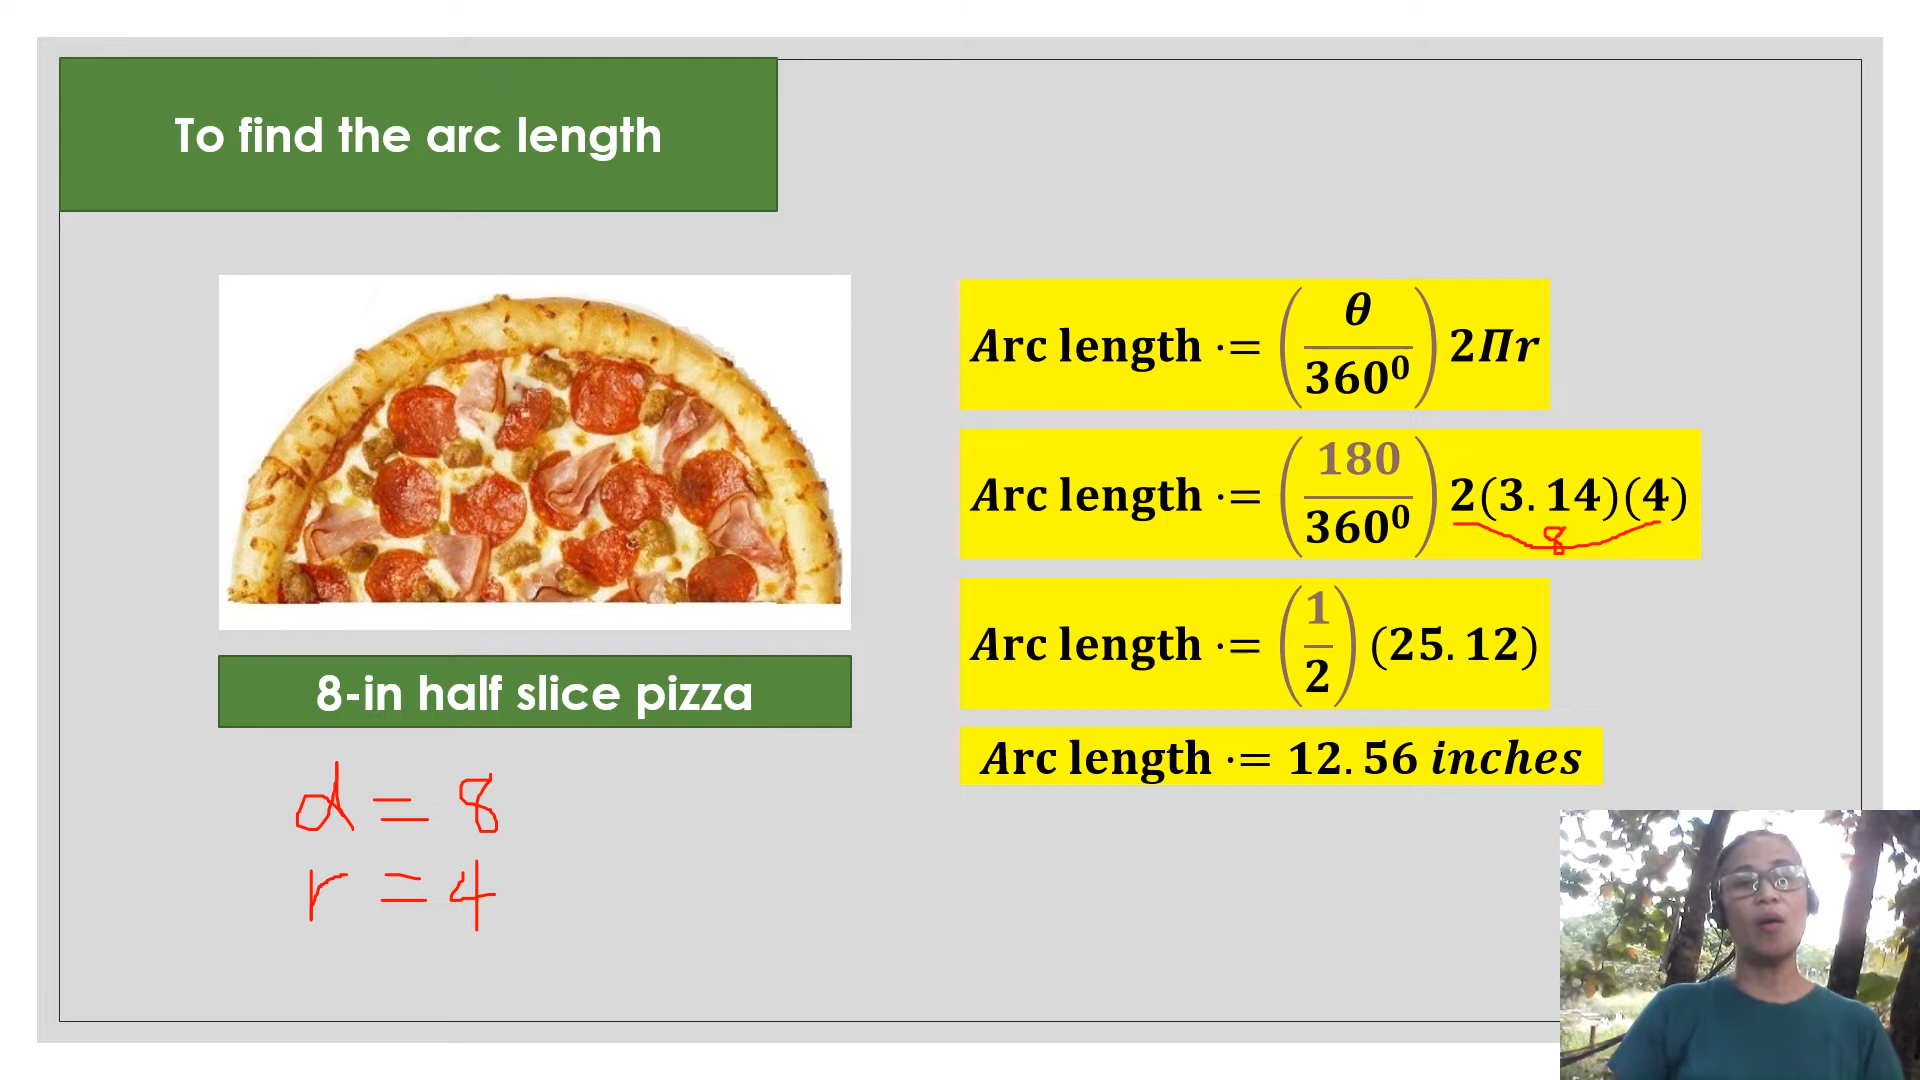 To find the arc length
8-in half slice pizza
d = 8
r = 4
Arc length ·= (θ/360⁰) 2Πr
Arc length ·= (180/360⁰) 2(3.14)(4)
8
Arc length ·= (1/2) (25.12)
Arc length ·= 12.56 inches